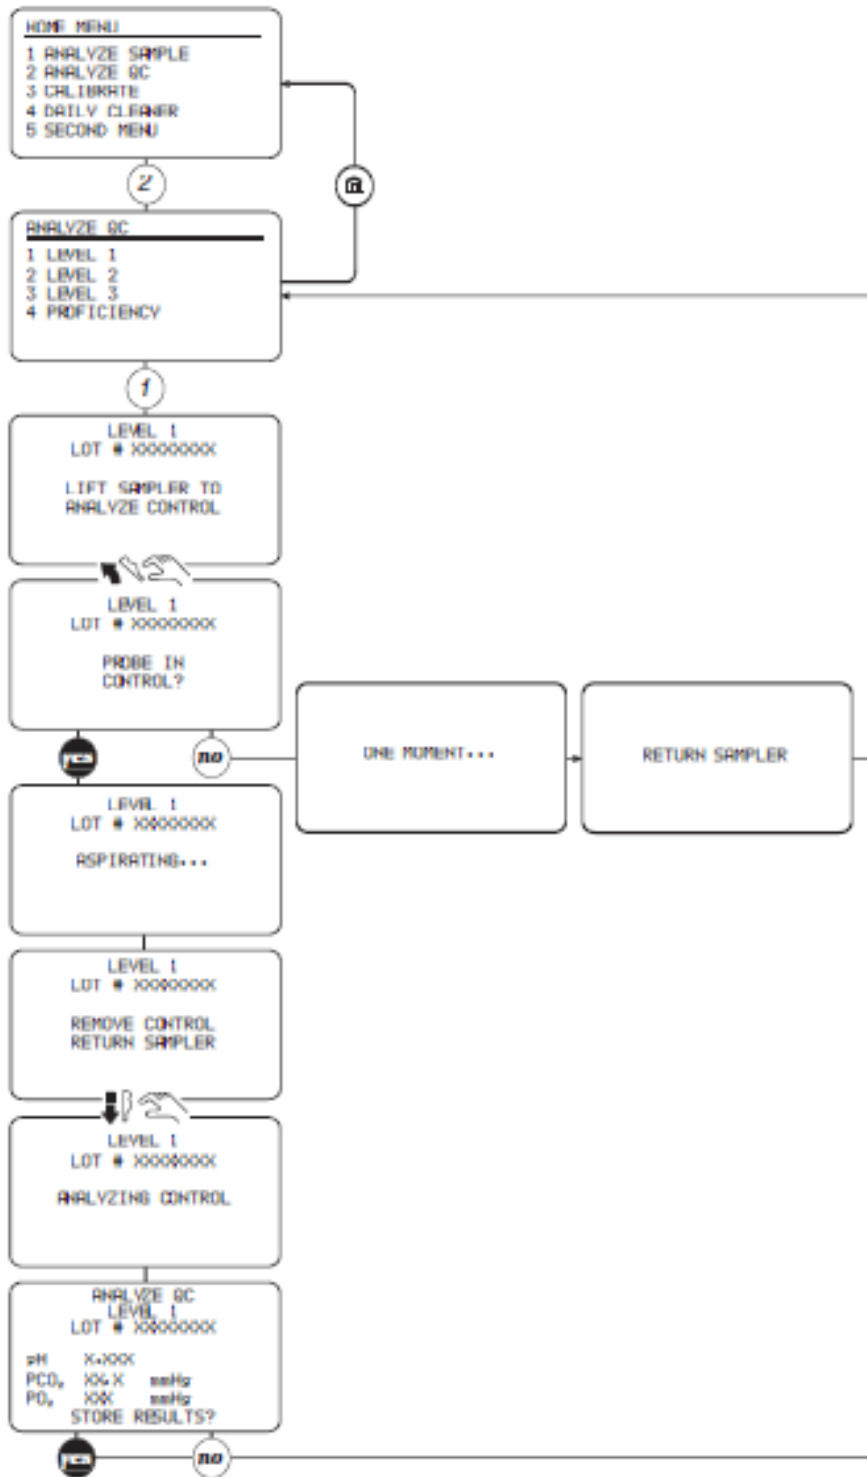 HOME MENU
1 ANALYZE SAMPLE
2 ANALYZE QC
3 CALIBRATE
4 DAILY CLEANER
5 SECOND MENU
2
ANALYZE QC
1 LEVEL 1
2 LEVEL 2
3 LEVEL 3
4 PROFICIENCY
1
LEVEL 1
LOT # XXXXXXXX
LIFT SAMPLER TO
ANALYZE CONTROL
LEVEL 1
LOT # XXXXXXXX
PROBE IN
CONTROL?
yes
no
ONE MOMENT...
RETURN SAMPLER
LEVEL 1
LOT # XXXXXXXX
ASPIRATING...
LEVEL 1
LOT # XXXXXXXX
REMOVE CONTROL
RETURN SAMPLER
LEVEL 1
LOT # XXXXXXXX
ANALYZING CONTROL
ANALYZE QC
LEVEL 1
LOT # XXXXXXXX
pH X.XXX
PCO₂ XX.X mmHg
PO₂ XXX mmHg
STORE RESULTS?
yes
no